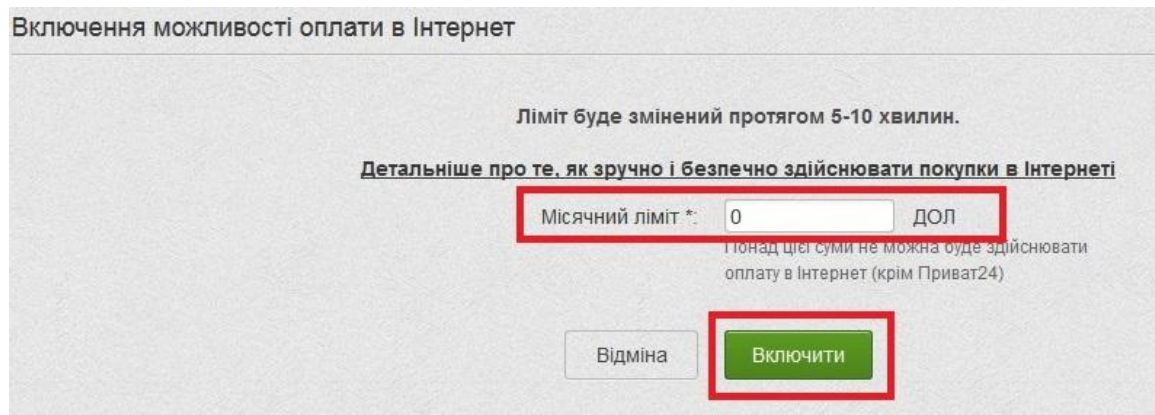 Включення можливості оплати в Інтернет
Ліміт буде змінений протягом 5-10 хвилин.
Детальніше про те, як зручно і безпечно здійснювати покупки в Інтернеті
Місячний ліміт *: 0 ДОЛ
Понад цієї суми не можна буде здійснювати
оплату в Інтернет (крім Приват24)
Відміна Включити